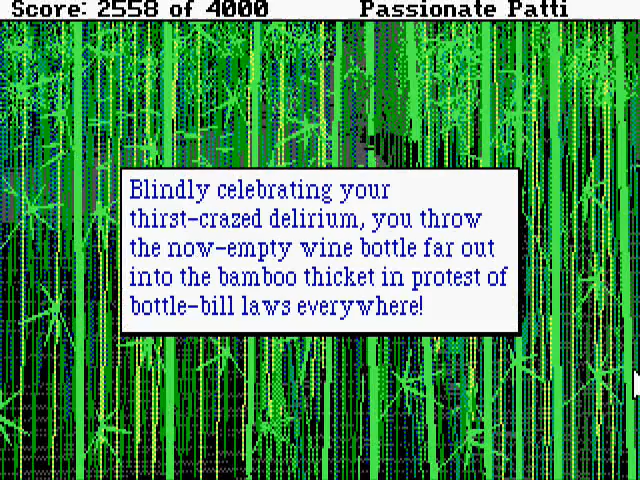 Score: 2558 of 4000 Passionate Patti
Blindly celebrating your
thirst-crazed delirium, you throw
the now-empty wine bottle far out
into the bamboo thicket in protest of
bottle-bill laws everywhere!